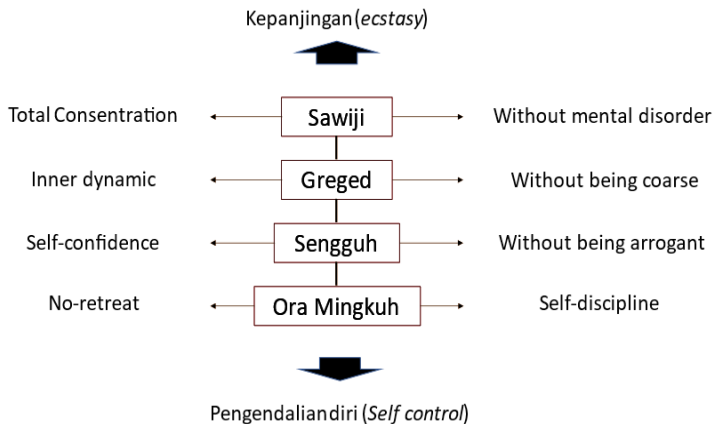 Kepanjingan (ecstasy)
Total Consentration Sawiji Without mental disorder
Inner dynamic Greged Without being coarse
Self-confidence Sengguh Without being arrogant
No-retreat Ora Mingkuh Self-discipline
Pengendaliandiri (Self control)